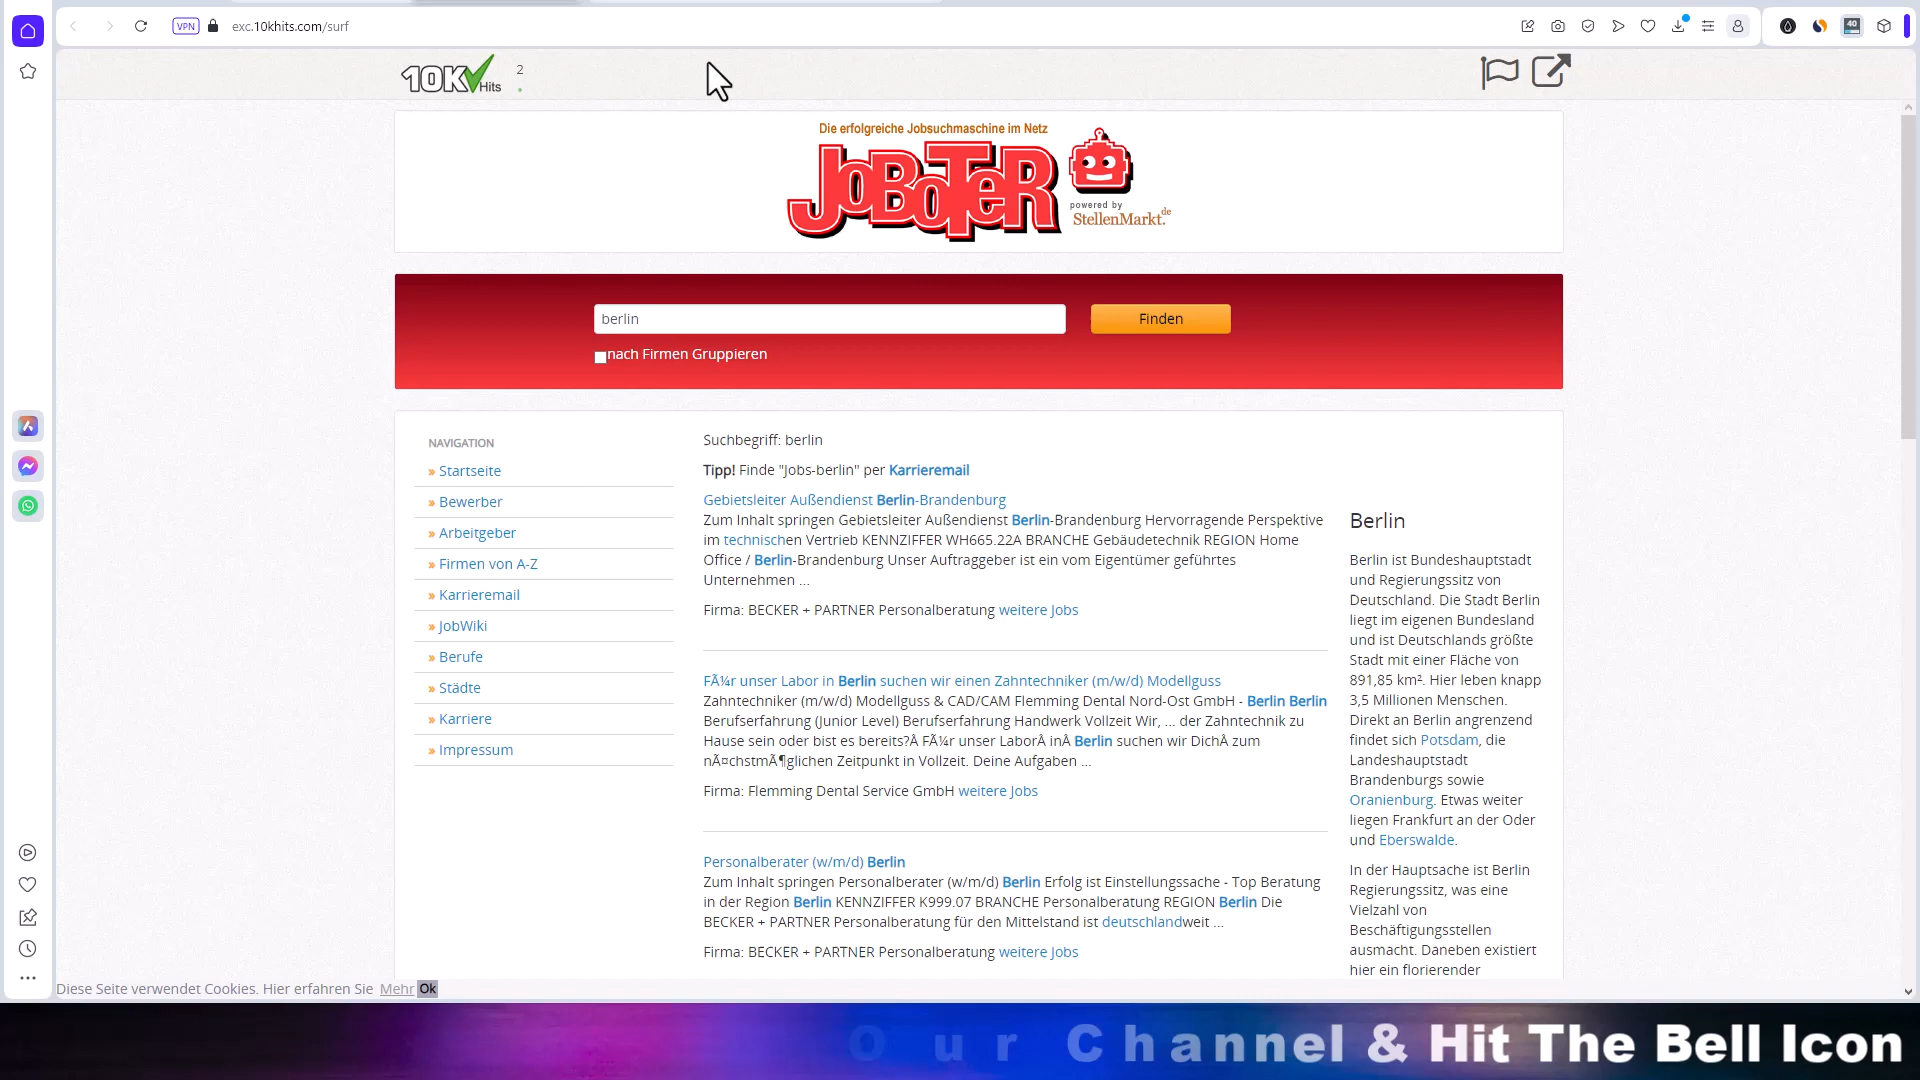 VPN
exc.10khits.com/surf
40
10K Hits
2
Die erfolgreiche Jobsuchmaschine im Netz
JoBoTeR
powered by
StellenMarkt.de
berlin
Finden
nach Firmen Gruppieren
NAVIGATION
» Startseite
» Bewerber
» Arbeitgeber
» Firmen von A-Z
» Karrieremail
» JobWiki
» Berufe
» Städte
» Karriere
» Impressum
Suchbegriff: berlin
Tipp! Finde "Jobs-berlin" per Karrieremail
Gebietsleiter Außendienst Berlin-Brandenburg
Zum Inhalt springen Gebietsleiter Außendienst Berlin-Brandenburg Hervorragende Perspektive
im technischen Vertrieb KENNZIFFER WH665.22A BRANCHE Gebäudetechnik REGION Home
Office / Berlin-Brandenburg Unser Auftraggeber ist ein vom Eigentümer geführtes
Unternehmen ...
Firma: BECKER + PARTNER Personalberatung weitere Jobs
FÃ¼r unser Labor in Berlin suchen wir einen Zahntechniker (m/w/d) Modellguss
Zahntechniker (m/w/d) Modellguss & CAD/CAM Flemming Dental Nord-Ost GmbH - Berlin Berlin
Berufserfahrung (Junior Level) Berufserfahrung Handwerk Vollzeit Wir, ... der Zahntechnik zu
Hause sein oder bist es bereits?Â FÃ¼r unser LaborÂ inÂ Berlin suchen wir DichÂ zum
nÃ¤chstmÃ¶glichen Zeitpunkt in Vollzeit. Deine Aufgaben ...
Firma: Flemming Dental Service GmbH weitere Jobs
Personalberater (w/m/d) Berlin
Zum Inhalt springen Personalberater (w/m/d) Berlin Erfolg ist Einstellungssache - Top Beratung
in der Region Berlin KENNZIFFER K999.07 BRANCHE Personalberatung REGION Berlin Die
BECKER + PARTNER Personalberatung für den Mittelstand ist deutschlandweit ...
Firma: BECKER + PARTNER Personalberatung weitere Jobs
Berlin
Berlin ist Bundeshauptstadt
und Regierungssitz von
Deutschland. Die Stadt Berlin
liegt im eigenen Bundesland
und ist Deutschlands größte
Stadt mit einer Fläche von
891,85 km². Hier leben knapp
3,5 Millionen Menschen.
Direkt an Berlin angrenzend
findet sich Potsdam, die
Landeshauptstadt
Brandenburgs sowie
Oranienburg. Etwas weiter
liegen Frankfurt an der Oder
und Eberswalde.
In der Hauptsache ist Berlin
Regierungssitz, was eine
Vielzahl von
Beschäftigungsstellen
ausmacht. Daneben existiert
hier ein florierender
Diese Seite verwendet Cookies. Hier erfahren Sie Mehr Ok
Our Channel & Hit The Bell Icon